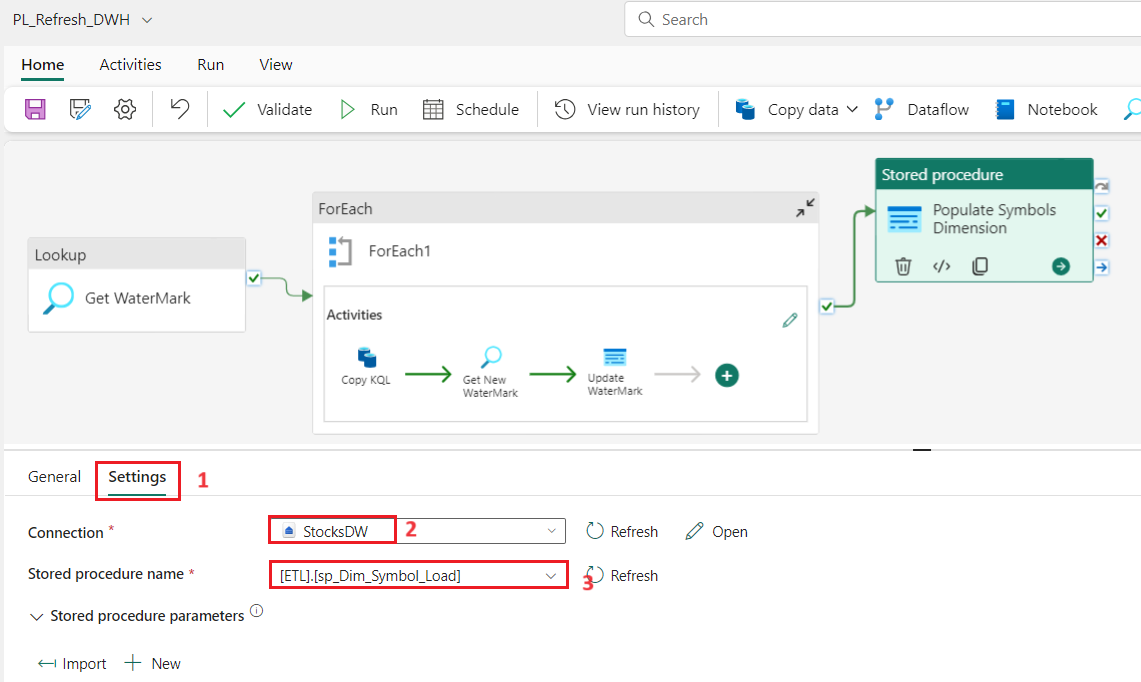 PL_Refresh_DWH
Search
Home Activities Run View
Validate Run Schedule View run history Copy data Dataflow Notebook
Stored procedure
Populate Symbols
Dimension
ForEach
ForEach1
Lookup
Get WaterMark
Activities
Copy KQL
Get New
WaterMark
Update
WaterMark
General Settings 1
Connection * StocksDW 2 Refresh Open
Stored procedure name * [ETL].[sp_Dim_Symbol_Load] 3 Refresh
Stored procedure parameters
Import New